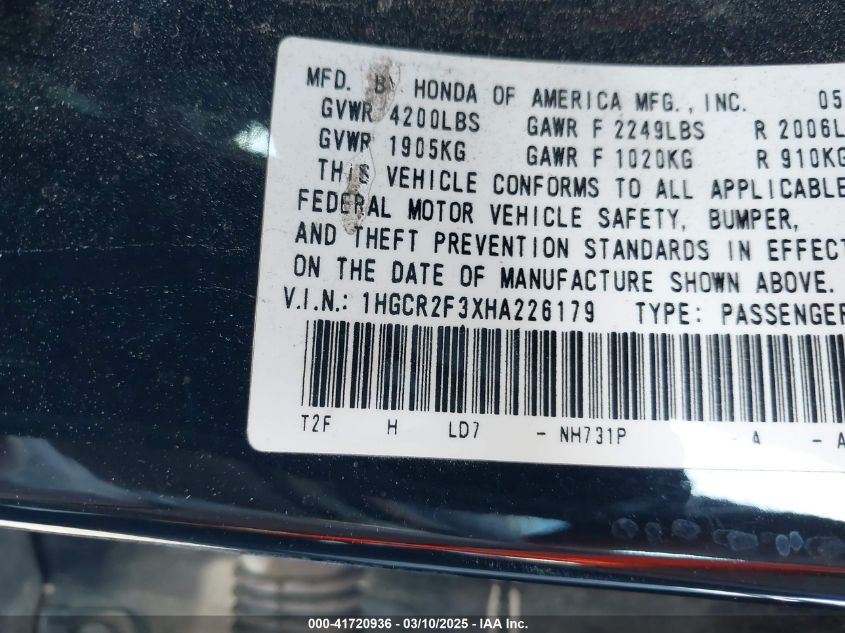 MFD. BY HONDA OF AMERICA MFG., INC. 05
GVWR 4200LBS GAWR F 2249LBS R 2006L
GVWR 1905KG GAWR F 1020KG R 910KG
THIS VEHICLE CONFORMS TO ALL APPLICABLE
FEDERAL MOTOR VEHICLE SAFETY, BUMPER,
AND THEFT PREVENTION STANDARDS IN EFFECT
ON THE DATE OF MANUFACTURE SHOWN ABOVE.
V.I.N.: 1HGCR2F3XHA226179 TYPE: PASSENGER
T2F H LD7 - NH731P A - A
000-41720936 - 03/10/2025 - IAA Inc.